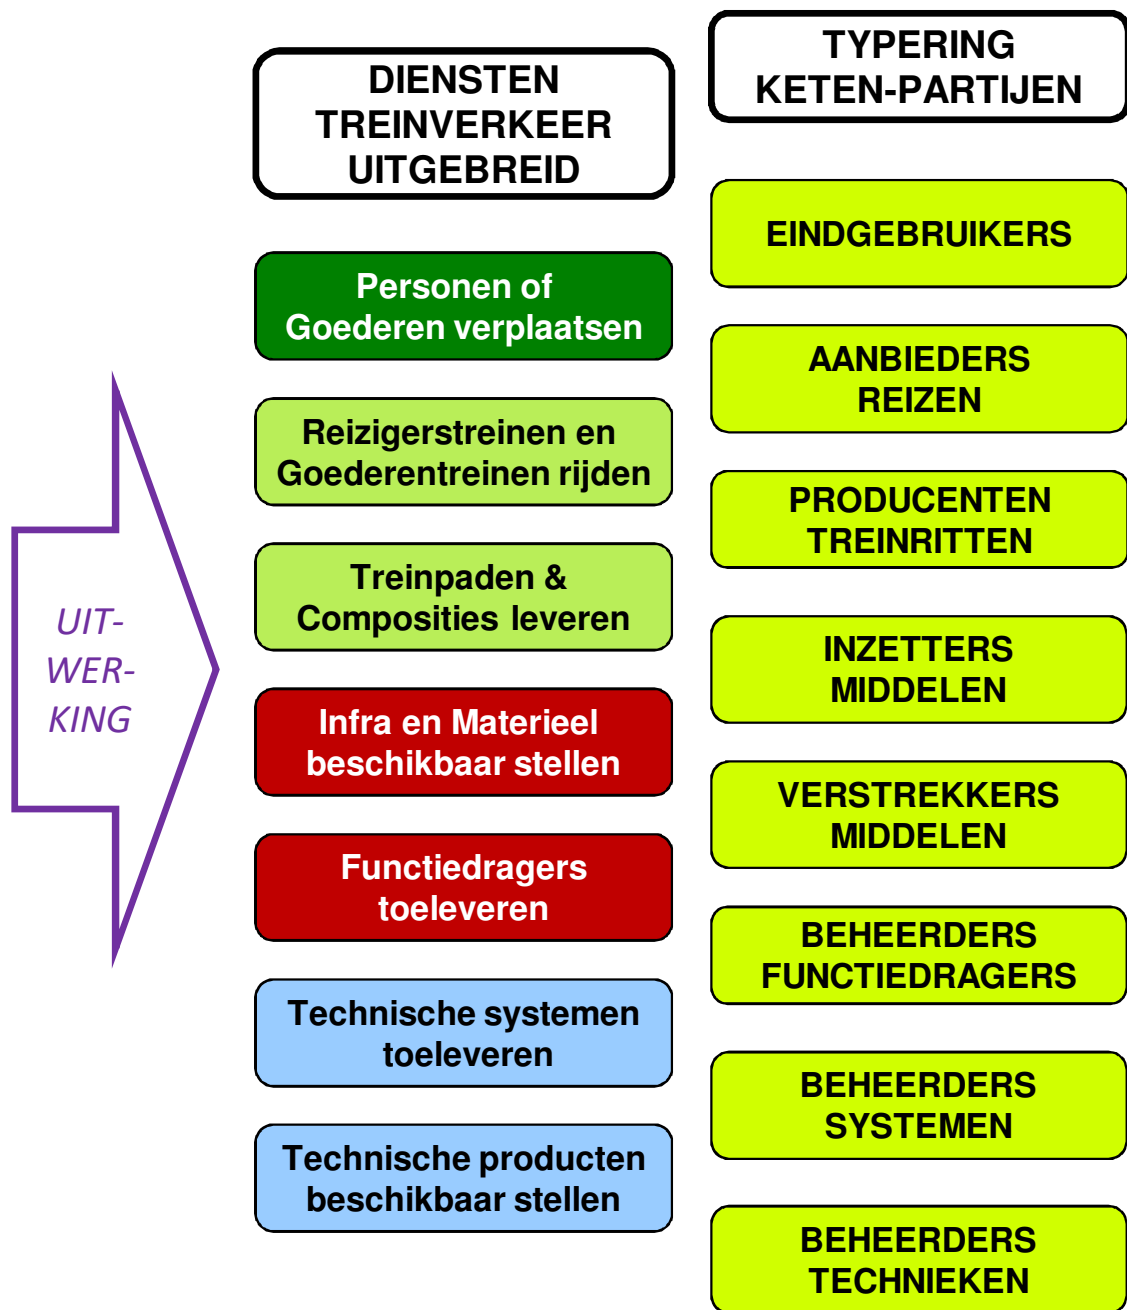 UIT-
WER-
KING
DIENSTEN
TREINVERKEER
UITGEBREID
Personen of
Goederen verplaatsen
Reizigerstreinen en
Goederentreinen rijden
Treinpaden &
Composities leveren
Infra en Materieel
beschikbaar stellen
Functiedragers
toeleveren
Technische systemen
toeleveren
Technische producten
beschikbaar stellen
TYPERING
KETEN-PARTIJEN
EINDGEBRUIKERS
AANBIEDERS
REIZEN
PRODUCENTEN
TREINRITTEN
INZETTERS
MIDDELEN
VERSTREKKERS
MIDDELEN
BEHEERDERS
FUNCTIEDRAGERS
BEHEERDERS
SYSTEMEN
BEHEERDERS
TECHNIEKEN